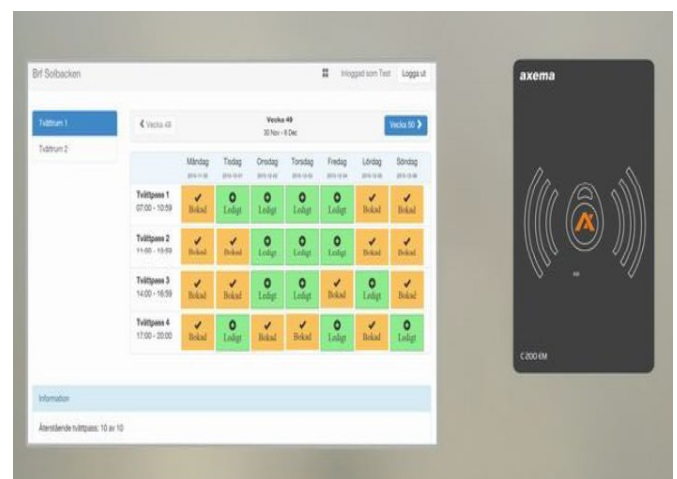 Brf Solbacken
Inloggad som Test Logga ut
Tvättrum 1
Tvättrum 2
Vecka 48
Vecka 49
30 Nov - 6 Dec
Vecka 50
Måndag Tisdag Onsdag Torsdag Fredag Lördag Söndag
Tvättpass 1
07:00 - 10:59
Bokad Ledigt Ledigt Ledigt Ledigt Bokad Bokad
Tvättpass 2
Bokad Bokad Ledigt Ledigt Ledigt Bokad Bokad
Tvättpass 3
14:00 - 16:59
Bokad Bokad Ledigt Ledigt Bokad Ledigt Bokad
Tvättpass 4
17:00 - 20:00
Bokad Ledigt Bokad Bokad Ledigt Bokad Ledigt
Information
Återstående tvättpass: 10 av 10
axema
C200 EM